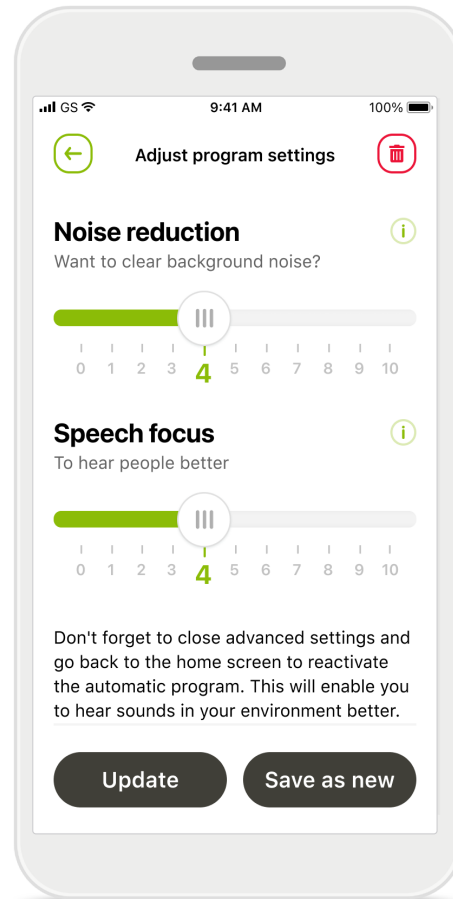 GS 9:41 AM 100%
Adjust program settings
Noise reduction i
Want to clear background noise?
0 1 2 3 4 5 6 7 8 9 10
Speech focus i
To hear people better
0 1 2 3 4 5 6 7 8 9 10
Don't forget to close advanced settings and
go back to the home screen to reactivate
the automatic program. This will enable you
to hear sounds in your environment better.
Update Save as new